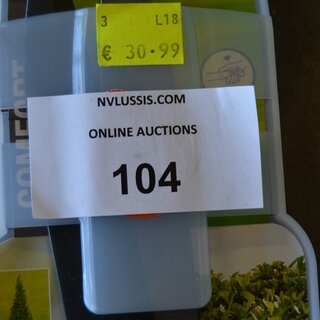 3 L18
€ 30.99
COMFORT
NVLUSSIS.COM
ONLINE AUCTIONS
104